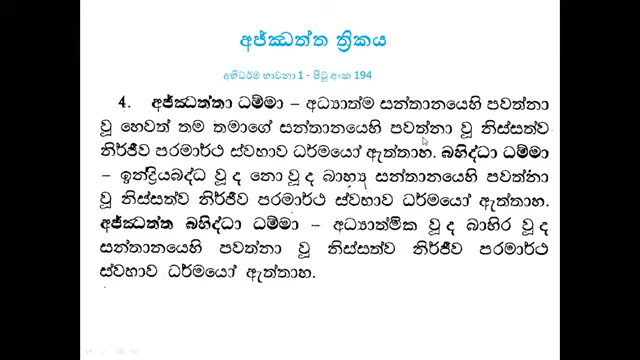 අජ්ඣත්ත ත්‍රිකය
අභිධර්ම භාවනා 1 - පිටු අංක 194
4. අජ්ඣත්තා ධම්මා – අධ්‍යාත්ම සන්තානයෙහි පවත්නා
වූ හෙවත් තම තමාගේ සන්තානයෙහි පවත්නා වූ නිස්සත්ව
නිර්ජීව පරමාර්ථ ස්වභාව ධර්මයෝ ඇත්තාහ. බහිද්ධා ධම්මා
– ඉන්ද්‍රියබද්ධ වූ ද නො වූ ද බාහ්‍ය සන්තානයෙහි පවත්නා
වූ නිස්සත්ව නිර්ජීව පරමාර්ථ ස්වභාව ධර්මයෝ ඇත්තාහ.
අජ්ඣත්ත බහිද්ධා ධම්මා – අධ්‍යාත්මික වූ ද බාහිර වූ ද
සන්තානයෙහි පවත්නා වූ නිස්සත්ව නිර්ජීව පරමාර්ථ
ස්වභාව ධර්මයෝ ඇත්තාහ.